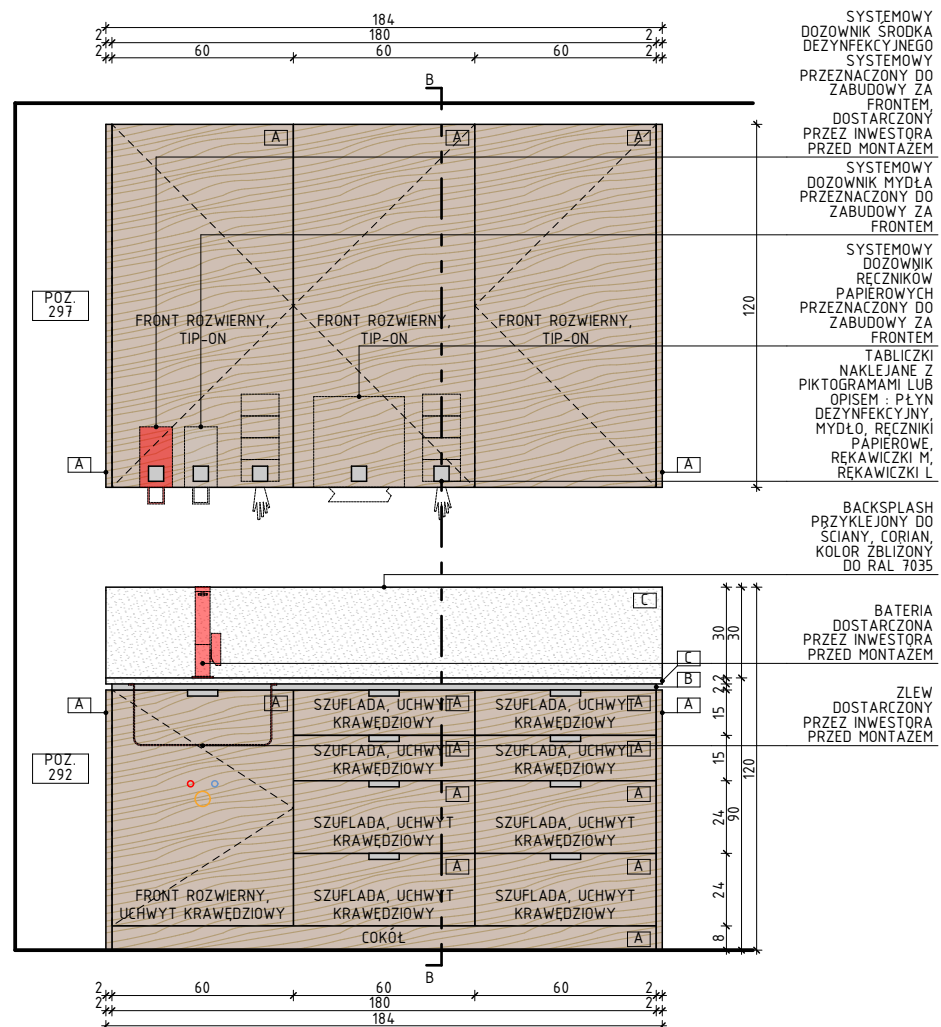 184
2
180
2
2
60
60
60
2
B
SYSTEMOWY
DOZOWNIK ŚRODKA
DEZYNFEKCYJNEGO
SYSTEMOWY
PRZEZNACZONY DO
ZABUDOWY ZA
FRONTEM,
DOSTARCZONY
PRZEZ INWESTORA
PRZED MONTAŻEM
SYSTEMOWY
DOZOWNIK MYDŁA
PRZEZNACZONY DO
ZABUDOWY ZA
FRONTEM
SYSTEMOWY
DOZOWNIK
RĘCZNIKÓW
PAPIEROWYCH
PRZEZNACZONY DO
ZABUDOWY ZA
FRONTEM
TABLICZKI
NAKLEJANE Z
PIKTOGRAMAMI LUB
OPISEM : PŁYN
DEZYNFEKCYJNY,
MYDŁO, RĘCZNIKI
PAPIEROWE,
RĘKAWICZKI M,
RĘKAWICZKI L
A
A
A
POZ.
297
FRONT ROZWIERNY,
TIP-ON
FRONT ROZWIERNY,
TIP-ON
FRONT ROZWIERNY,
TIP-ON
120
A
A
BACKSPLASH
PRZYKLEJONY DO
ŚCIANY, CORIAN,
KOLOR ZBLIŻONY
DO RAL 7035
C
BATERIA
DOSTARCZONA
PRZEZ INWESTORA
PRZED MONTAŻEM
C
B
A
A
ZLEW
DOSTARCZONY
PRZEZ INWESTORA
PRZED MONTAŻEM
POZ.
292
A
SZUFLADA, UCHWYT
KRAWĘDZIOWY
A
SZUFLADA, UCHWYT
KRAWĘDZIOWY
A
SZUFLADA, UCHWYT
KRAWĘDZIOWY
A
SZUFLADA, UCHWYT
KRAWĘDZIOWY
A
A
SZUFLADA, UCHWYT
KRAWĘDZIOWY
A
SZUFLADA, UCHWYT
KRAWĘDZIOWY
A
FRONT ROZWIERNY,
UCHWYT KRAWĘDZIOWY
SZUFLADA, UCHWYT
KRAWĘDZIOWY
A
SZUFLADA, UCHWYT
KRAWĘDZIOWY
COKÓŁ
A
30
30
2
2
15
15
24
24
8
90
120
B
2
60
60
60
2
2
180
2
184